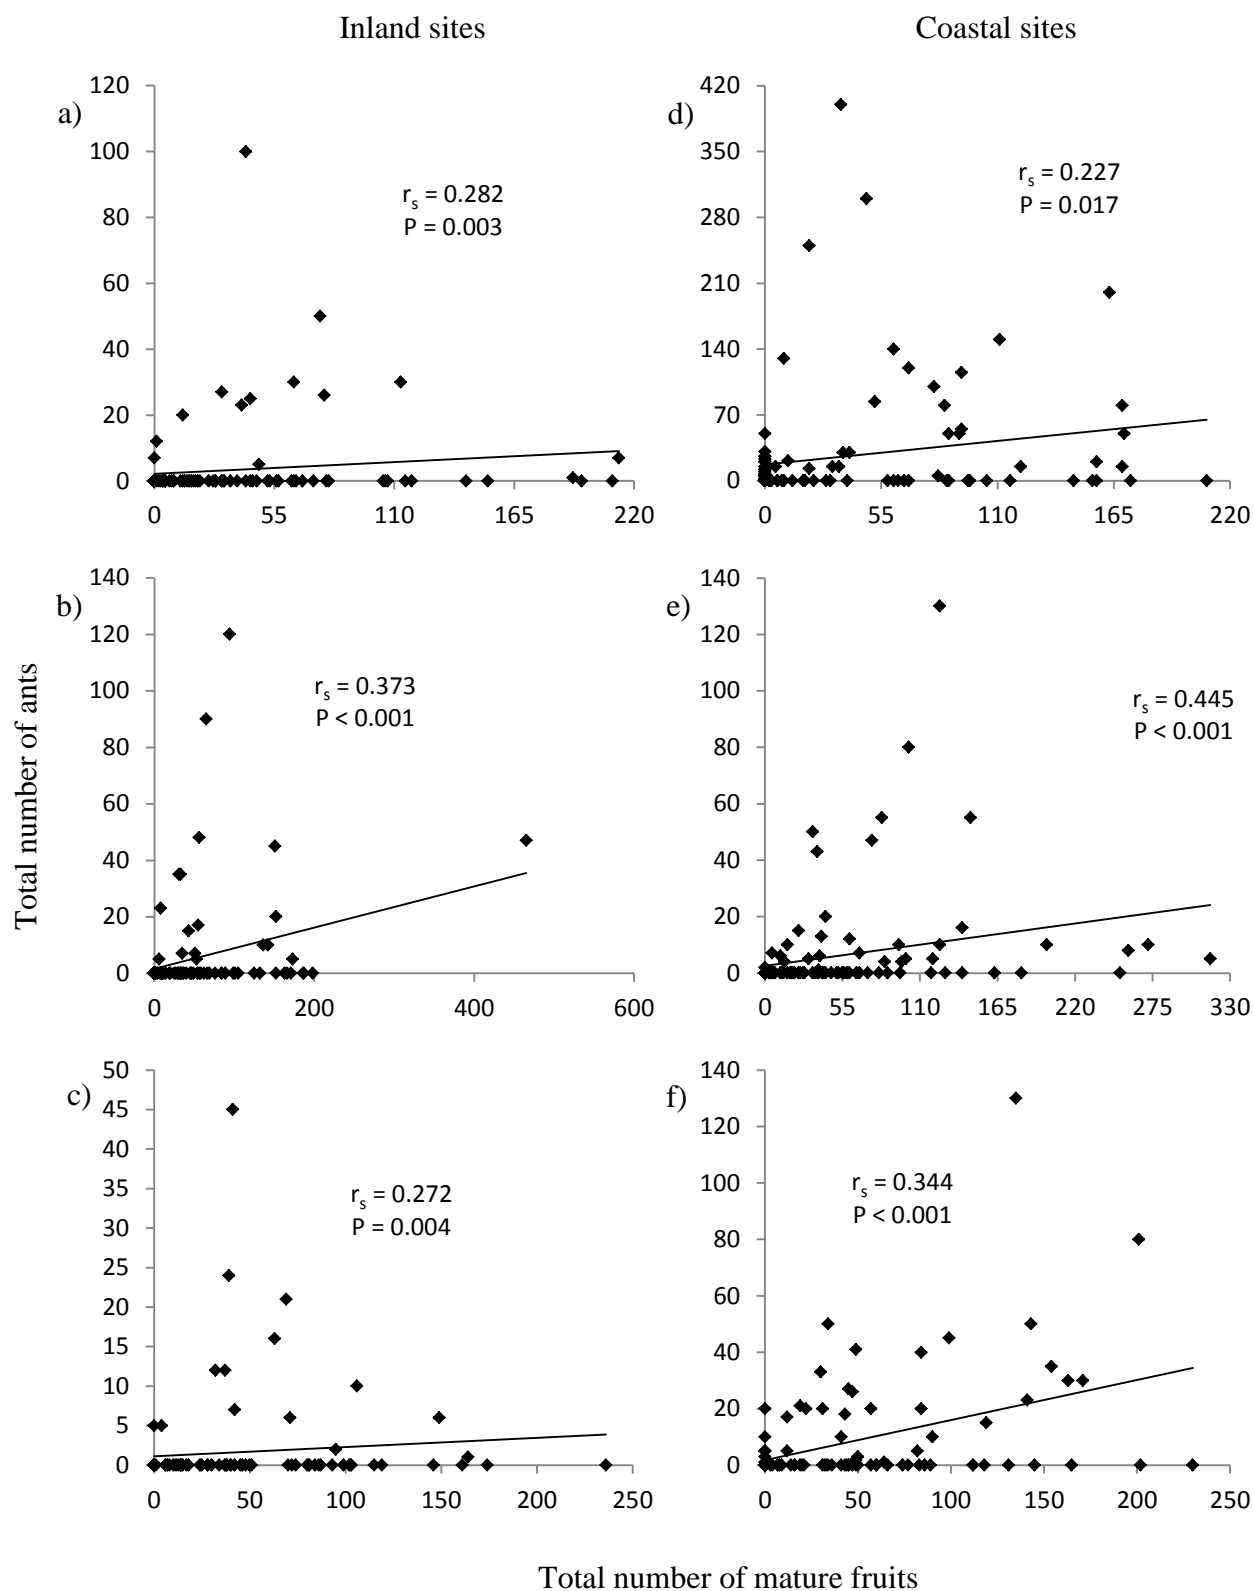 Inland sites
Coastal sites
a)
120
100
80
60
40
20
0
0 55 110 165 220
rs = 0.282
P = 0.003
d)
420
350
280
210
140
70
0
0 55 110 165 220
rs = 0.227
P = 0.017
b)
140
120
100
80
60
40
20
0
0 200 400 600
rs = 0.373
P < 0.001
e)
140
120
100
80
60
40
20
0
0 55 110 165 220 275 330
rs = 0.445
P < 0.001
c)
50
45
40
35
30
25
20
15
10
5
0
0 50 100 150 200 250
rs = 0.272
P = 0.004
f)
140
120
100
80
60
40
20
0
0 50 100 150 200 250
rs = 0.344
P < 0.001
Total number of ants
Total number of mature fruits